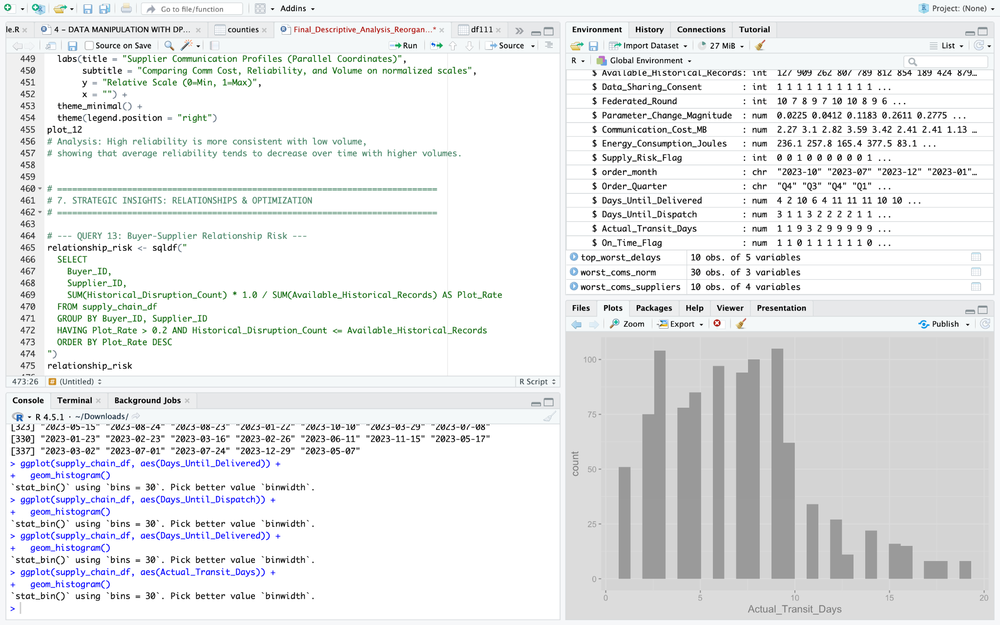 Go to file/function
Addins
Project: (None)
le.R
4 – DATA MANIPULATION WITH DP...
counties
Final_Descriptive_Analysis_Reorgan...*
df111
Source on Save
Run
Source
449 labs(title = "Supplier Communication Profiles (Parallel Coordinates)",
450 subtitle = "Comparing Comm Cost, Reliability, and Volume on normalized scales",
451 y = "Relative Scale (0=Min, 1=Max)",
452 x = "") +
453 theme_minimal() +
454 theme(legend.position = "right")
455 plot_12
456 # Analysis: High reliability is more consistent with low volume,
457 # showing that average reliability tends to decrease over time with higher volumes.
458
459
460 # ============================================================================
461 # 7. STRATEGIC INSIGHTS: RELATIONSHIPS & OPTIMIZATION
462 # ============================================================================
463
464 # --- QUERY 13: Buyer-Supplier Relationship Risk ---
465 relationship_risk <- sqldf("
466 SELECT
467 Buyer_ID,
468 Supplier_ID,
469 SUM(Historical_Disruption_Count) * 1.0 / SUM(Available_Historical_Records) AS Plot_Rate
470 FROM supply_chain_df
471 GROUP BY Buyer_ID, Supplier_ID
472 HAVING Plot_Rate > 0.2 AND Historical_Disruption_Count <= Available_Historical_Records
473 ORDER BY Plot_Rate DESC
474 ")
475 relationship_risk
473:26
# (Untitled)
R Script
Console
Terminal
Background Jobs
R 4.5.1 · ~/Downloads/
[323] "2023-05-15" "2023-08-24" "2023-08-23" "2023-01-22" "2023-10-10" "2023-03-29" "2023-07-08"
[330] "2023-01-23" "2023-02-23" "2023-03-16" "2023-02-26" "2023-06-11" "2023-11-15" "2023-05-17"
[337] "2023-03-02" "2023-07-01" "2023-07-24" "2023-12-29" "2023-05-07"
> ggplot(supply_chain_df, aes(Days_Until_Delivered)) +
+ geom_histogram()
`stat_bin()` using `bins = 30`. Pick better value `binwidth`.
> ggplot(supply_chain_df, aes(Days_Until_Dispatch)) +
+ geom_histogram()
`stat_bin()` using `bins = 30`. Pick better value `binwidth`.
> ggplot(supply_chain_df, aes(Days_Until_Delivered)) +
+ geom_histogram()
`stat_bin()` using `bins = 30`. Pick better value `binwidth`.
> ggplot(supply_chain_df, aes(Actual_Transit_Days)) +
+ geom_histogram()
`stat_bin()` using `bins = 30`. Pick better value `binwidth`.
>
Environment
History
Connections
Tutorial
Import Dataset
27 MiB
List
R
Global Environment
$ Available_Historical_Records: int 127 909 262 807 789 812 854 189 424 879…
$ Data_Sharing_Consent : int 1 1 1 1 1 1 1 1 1 1 ...
$ Federated_Round : int 10 7 8 9 7 10 10 8 9 6 ...
$ Parameter_Change_Magnitude : num 0.0225 0.0412 0.1183 0.2611 0.2775 ...
$ Communication_Cost_MB : num 2.27 3.1 2.82 3.59 3.42 2.41 2.41 1.13 …
$ Energy_Consumption_Joules : num 236.1 257.8 165.4 377.5 83.1 ...
$ Supply_Risk_Flag : int 0 0 1 0 0 0 0 0 0 1 ...
$ order_month : chr "2023-10" "2023-07" "2023-12" "2023-01"…
$ Order_Quarter : chr "Q4" "Q3" "Q4" "Q1" ...
$ Days_Until_Delivered : num 4 2 10 6 4 11 11 11 10 10 ...
$ Days_Until_Dispatch : num 3 1 1 3 2 2 2 2 1 1 ...
$ Actual_Transit_Days : num 1 1 9 3 2 9 9 9 9 9 ...
$ On_Time_Flag : num 1 1 0 1 1 1 1 1 1 0 ...
top_worst_delays 10 obs. of 5 variables
worst_coms_norm 30 obs. of 3 variables
worst_coms_suppliers 10 obs. of 4 variables
Files
Plots
Packages
Help
Viewer
Presentation
Zoom
Export
Publish
100
75
50
25
0
count
0 5 10 15 20
Actual_Transit_Days